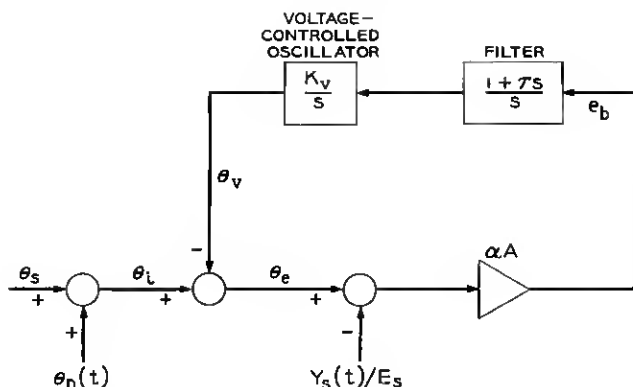 VOLTAGE-
CONTROLLED
OSCILLATOR
FILTER
K_v
s
1 + τs
s
e_b
θ_v
αA
-
θ_s
+
+
θ_i
+
θ_e
+
-
θ_n(t)
Y_s(t)/E_s